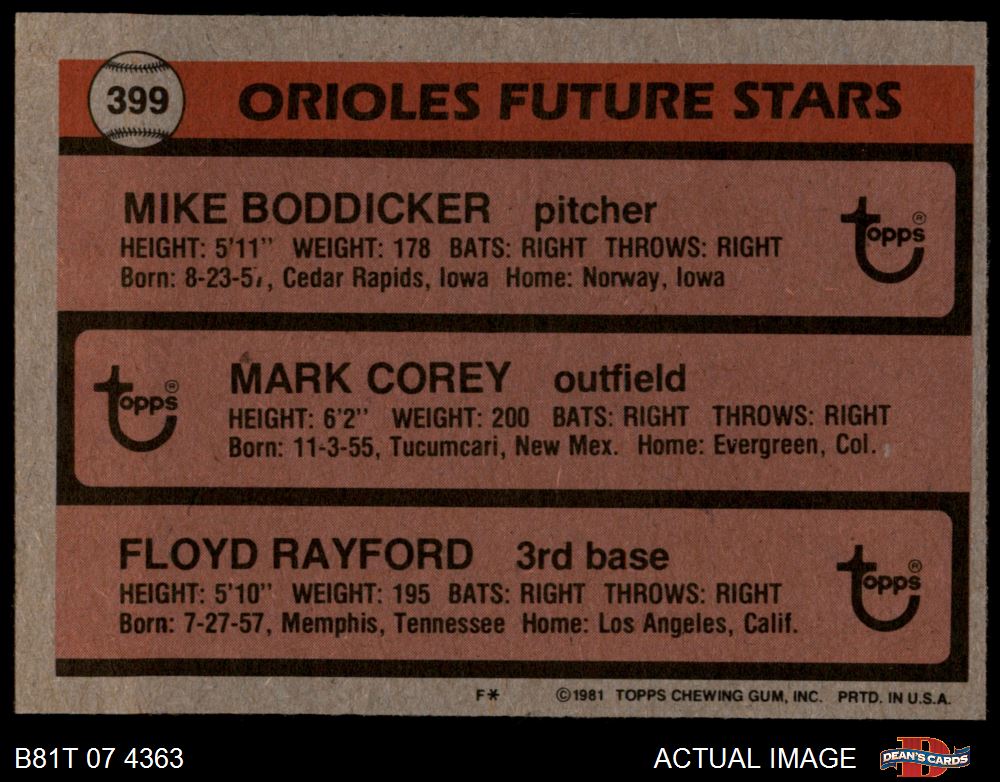 399 ORIOLES FUTURE STARS
MIKE BODDICKER pitcher
HEIGHT: 5'11" WEIGHT: 178 BATS: RIGHT THROWS: RIGHT
Born: Cedar Rapids, Iowa Home: Norway, Iowa
topps ®
MARK COREY outfield
HEIGHT: 6'2" WEIGHT: 200 BATS: RIGHT THROWS: RIGHT
Born: 11-3-55, Tucumcari, New Mex. Home: Evergreen, Col.
topps ®
FLOYD RAYFORD 3rd base
HEIGHT: 5'10" WEIGHT: 195 BATS: RIGHT THROWS: RIGHT
Born: 7-27-57, Memphis, Tennessee Home: Los Angeles, Calif.
topps ®
F* ©1981 TOPPS CHEWING GUM, INC. PRTD. IN U.S.A.
B81T 07 4363 ACTUAL IMAGE D DEAN'S CARDS